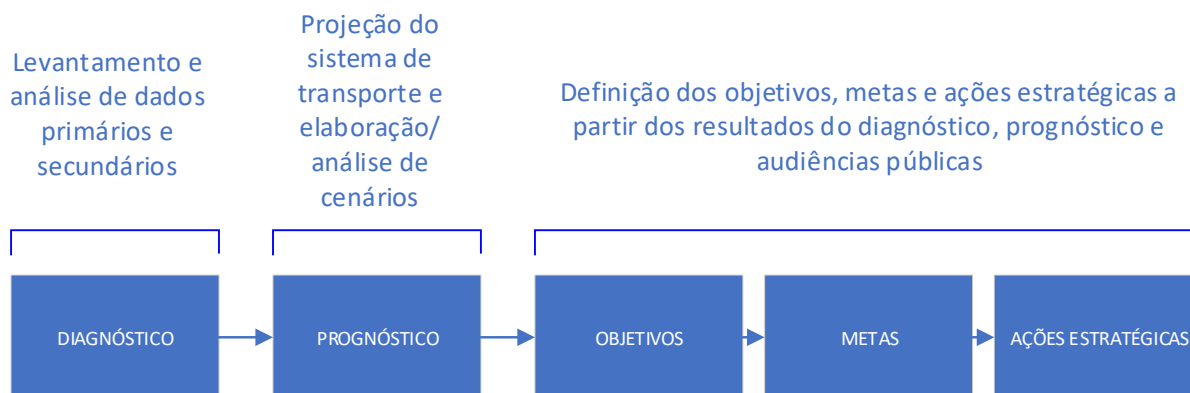 Levantamento e
análise de dados
primários e
secundários
Projeção do
sistema de
transporte e
elaboração/
análise de
cenários
Definição dos objetivos, metas e ações estratégicas a
partir dos resultados do diagnóstico, prognóstico e
audiências públicas
DIAGNÓSTICO
PROGNÓSTICO
OBJETIVOS
METAS
AÇÕES ESTRATÉGICAS